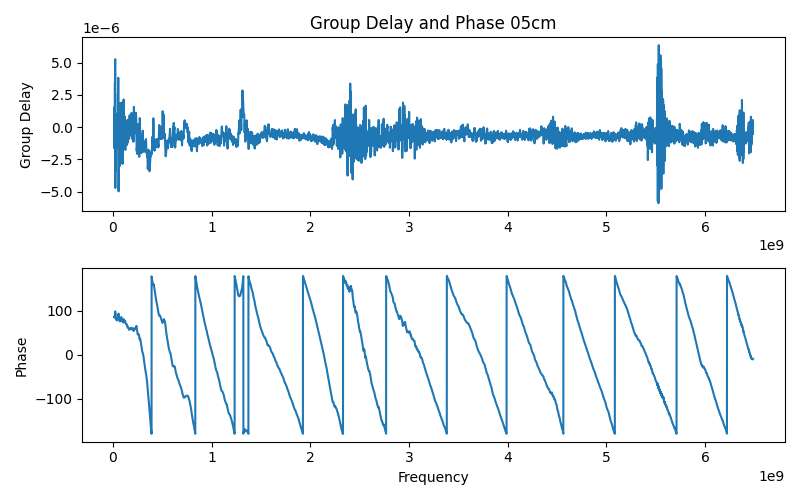 Group Delay and Phase 05cm
1e−6
Group Delay
5.0
2.5
0.0
−2.5
−5.0
0 1 2 3 4 5 6
1e9
Phase
100
0
−100
0 1 2 3 4 5 6
1e9
Frequency